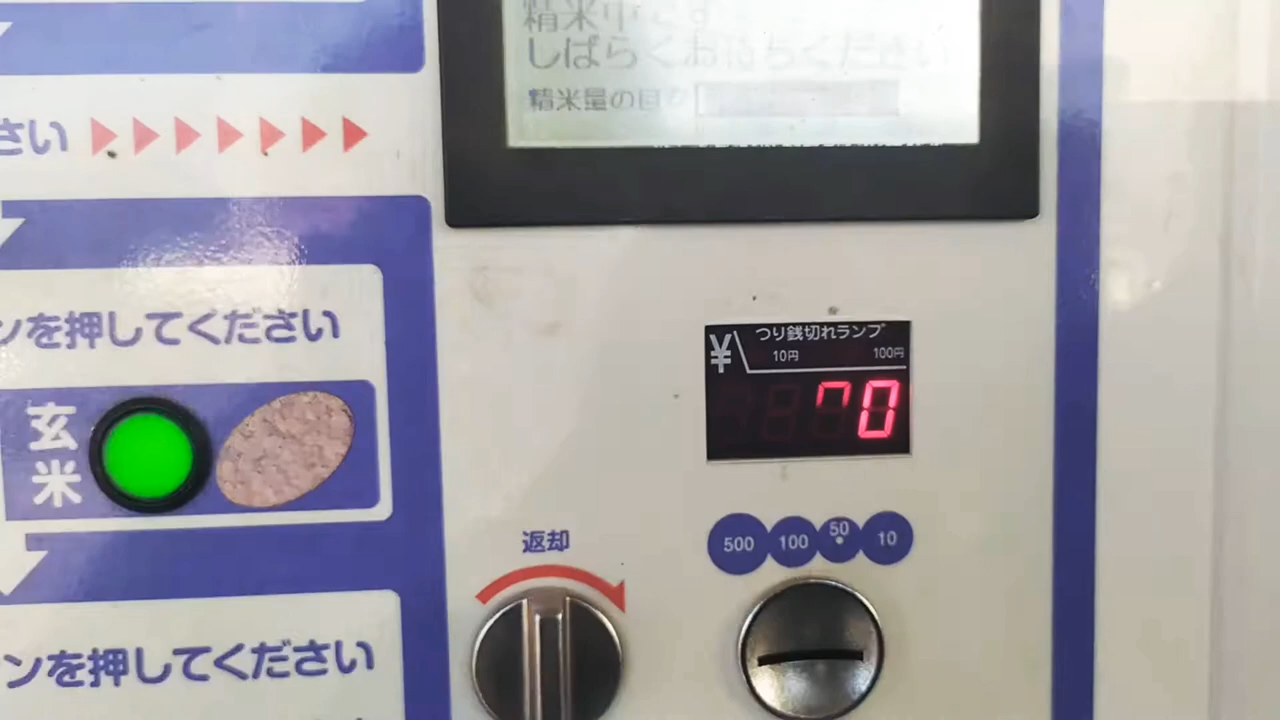 精米中です
しばらくお待ちください
精米量の目
さい
ンを押してください
玄米
ンを押してください
つり銭切れランプ
¥ 10円 100円
70
返却
500 100 50 10